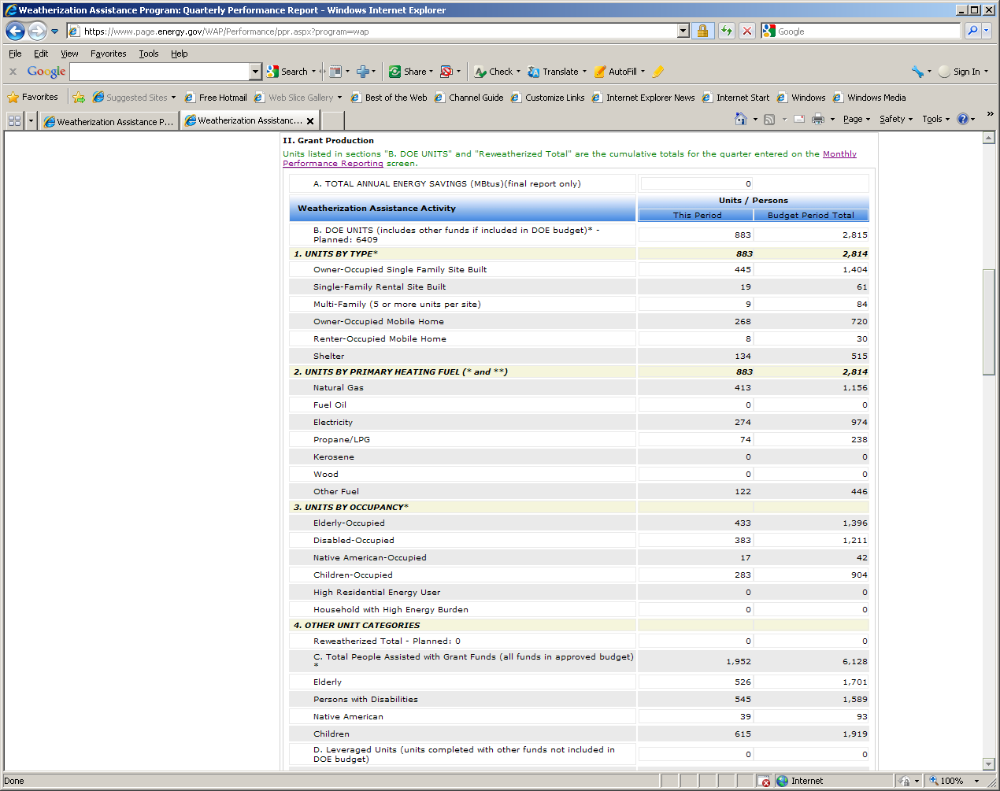 Weatherization Assistance Program: Quarterly Performance Report - Windows Internet Explorer
https://www.page.energy.gov/WAP/Performance/ppr.aspx?program=wap
Google
File Edit View Favorites Tools Help
x Google Search Share Check Translate AutoFill Sign In
Favorites Suggested Sites Free Hotmail Web Slice Gallery Best of the Web Channel Guide Customize Links Internet Explorer News Internet Start Windows Windows Media
Weatherization Assistance P... Weatherization Assistanc... Page Safety Tools
II. Grant Production
Units listed in sections "B. DOE UNITS" and "Reweatherized Total" are the cumulative totals for the quarter entered on the Monthly
Performance Reporting screen.
A. TOTAL ANNUAL ENERGY SAVINGS (MBtus)(final report only) 0
Weatherization Assistance Activity Units / Persons
This Period Budget Period Total
B. DOE UNITS (includes other funds if included in DOE budget)* -
Planned: 6409 883 2,815
1. UNITS BY TYPE* 883 2,814
Owner-Occupied Single Family Site Built 445 1,404
Single-Family Rental Site Built 19 61
Multi-Family (5 or more units per site) 9 84
Owner-Occupied Mobile Home 268 720
Renter-Occupied Mobile Home 8 30
Shelter 134 515
2. UNITS BY PRIMARY HEATING FUEL (* and **) 883 2,814
Natural Gas 413 1,156
Fuel Oil 0 0
Electricity 274 974
Propane/LPG 74 238
Kerosene 0 0
Wood 0 0
Other Fuel 122 446
3. UNITS BY OCCUPANCY*
Elderly-Occupied 433 1,396
Disabled-Occupied 383 1,211
Native American-Occupied 17 42
Children-Occupied 283 904
High Residential Energy User 0 0
Household with High Energy Burden 0 0
4. OTHER UNIT CATEGORIES
Reweatherized Total - Planned: 0 0 0
C. Total People Assisted with Grant Funds (all funds in approved budget)
* 1,952 6,128
Elderly 526 1,701
Persons with Disabilities 545 1,589
Native American 39 93
Children 615 1,919
D. Leveraged Units (units completed with other funds not included in
DOE budget) 0 0
Done Internet 100%